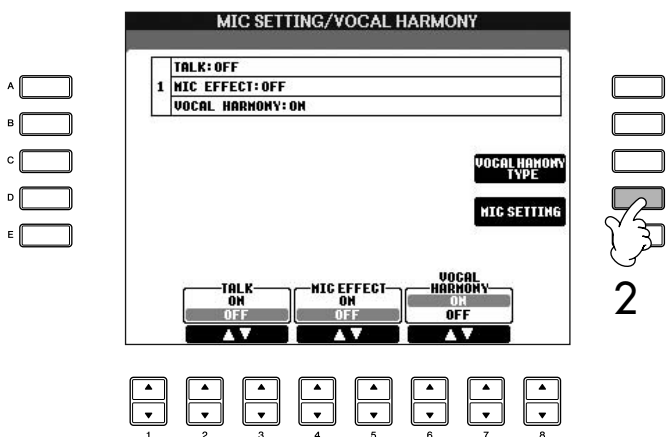 MIC SETTING/VOCAL HARMONY
TALK:OFF
1 MIC EFFECT:OFF
VOCAL HARMONY:ON
A
B
C
D
E
VOCAL HAMONY
TYPE
MIC SETTING
2
TALK
ON
OFF
MIC EFFECT
ON
OFF
VOCAL
HARMONY
ON
OFF
1 2 3 4 5 6 7 8